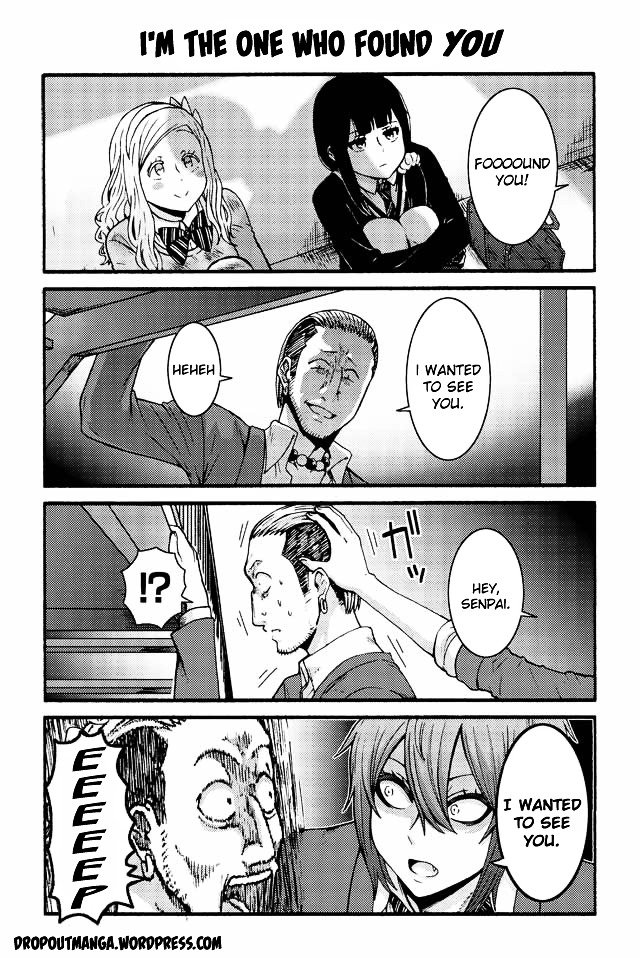 I'M THE ONE WHO FOUND YOU
FOOOOUND
YOU!
I WANTED
TO SEE
YOU.
HEHEH
HEY,
SENPAI.
ガッ
!?
I WANTED
TO SEE
YOU.
EEEEEEP
DROPOUTMANGA.WORDPRESS.COM